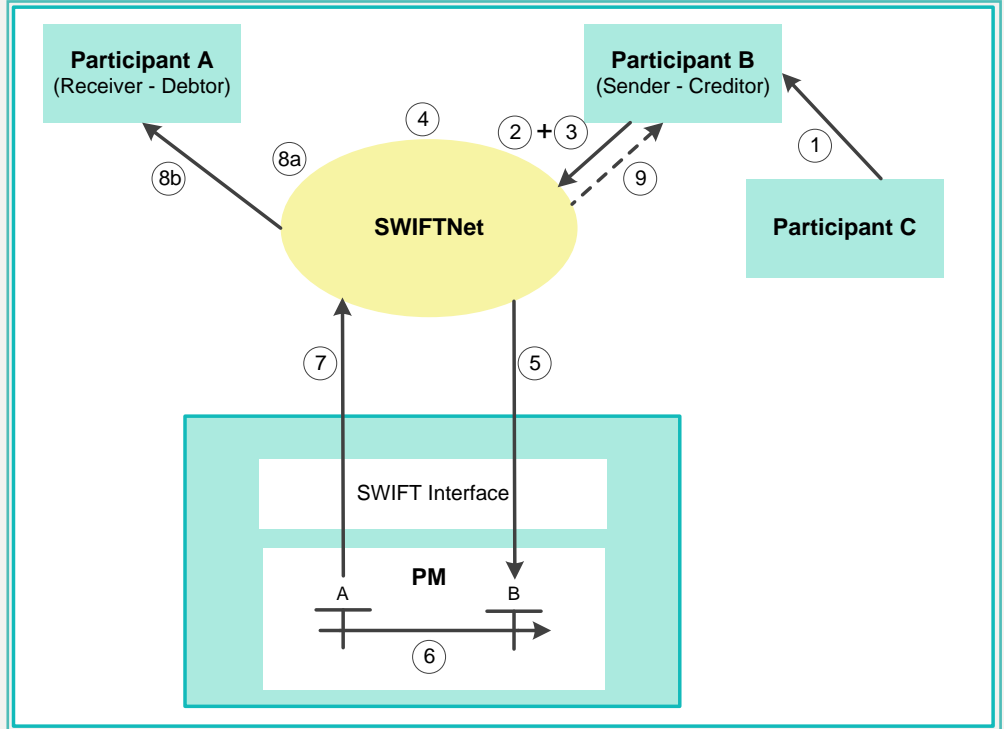 Participant A
(Receiver - Debtor)
Participant B
(Sender - Creditor)
4
2 + 3
1
8a
8b
9
SWIFTNet
Participant C
7
5
SWIFT Interface
PM
A
B
6